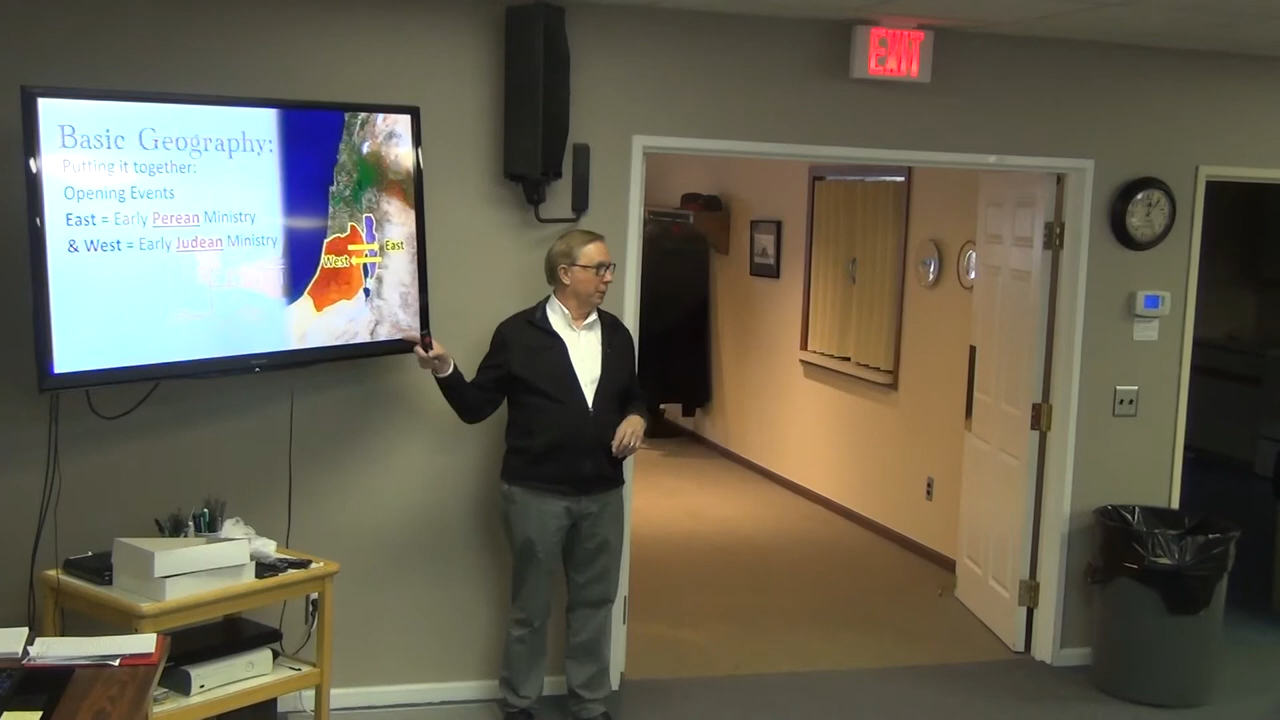 Basic Geography:
Putting it together:
Opening Events
East = Early Perean Ministry
& West = Early Judean Ministry
East
West
EXIT